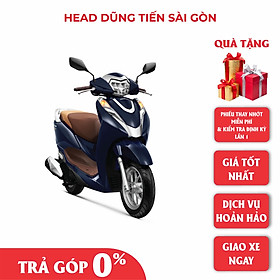 HEAD DŨNG TIẾN SÀI GÒN
QUÀ TẶNG
PHIẾU THAY NHỚT
MIỄN PHÍ
& KIỂM TRA ĐỊNH KỲ
LẦN 1
GIÁ TỐT
NHẤT
DỊCH VỤ
HOÀN HẢO
GIAO XE
NGAY
TRẢ GÓP 0%